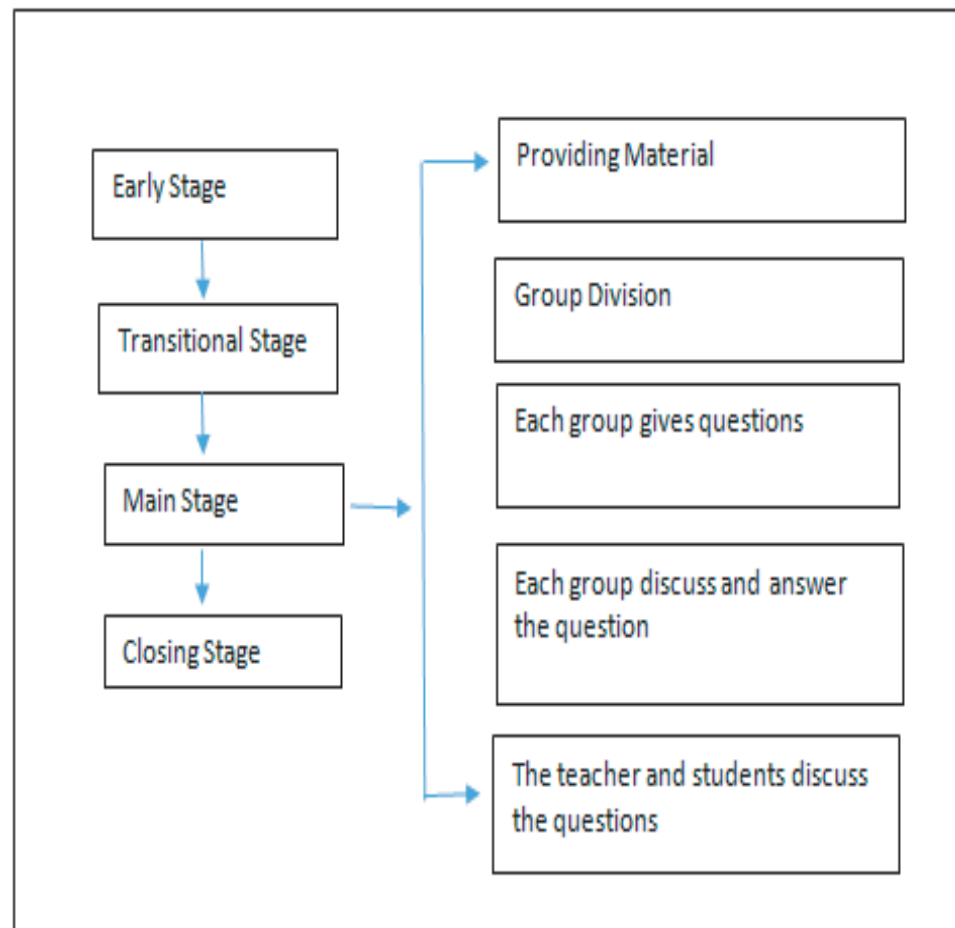 Early Stage
Transitional Stage
Main Stage
Closing Stage
Providing Material
Group Division
Each group gives questions
Each group discuss and answer
the question
The teacher and students discuss
the questions